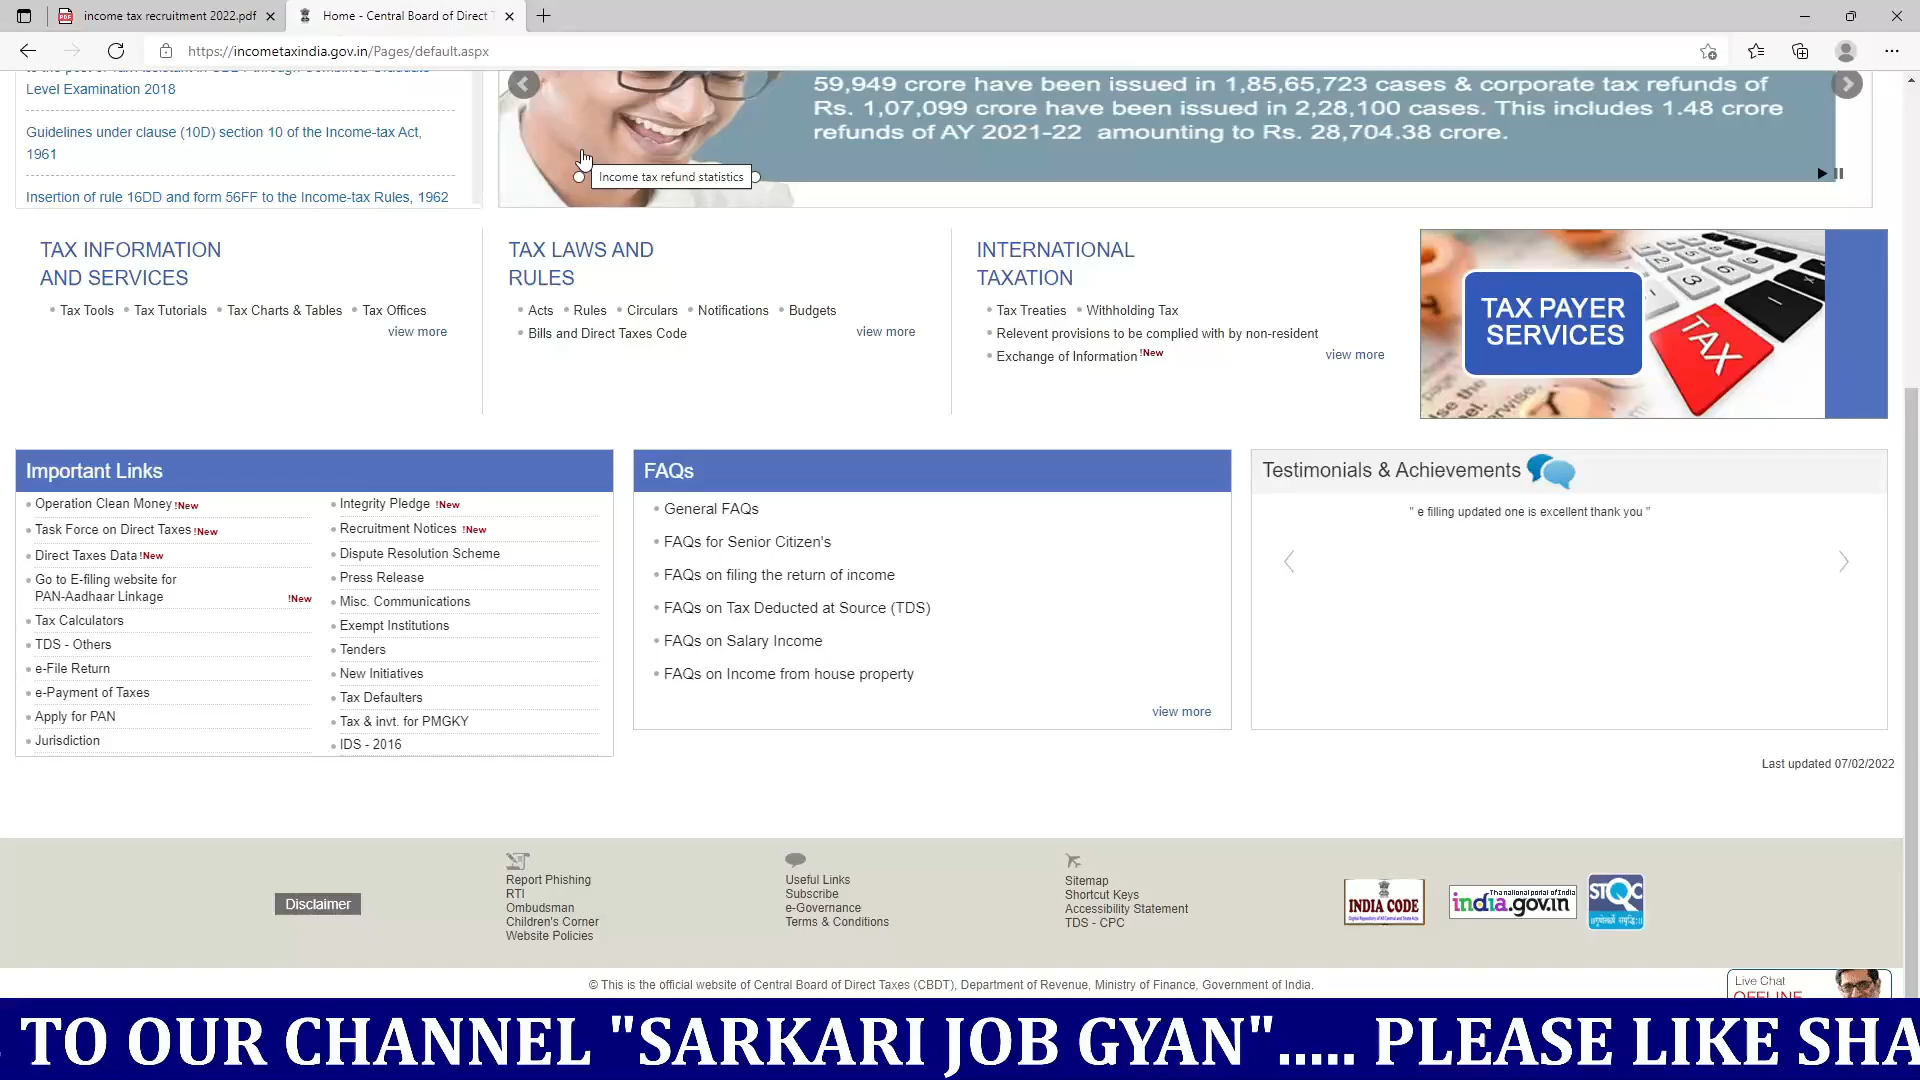 income tax recruitment 2022.pdf
Home - Central Board of Direct T
https://incometaxindia.gov.in/Pages/default.aspx
Level Examination 2018
Guidelines under clause (10D) section 10 of the Income-tax Act,
1961
Insertion of rule 16DD and form 56FF to the Income-tax Rules, 1962
59,949 crore have been issued in 1,85,65,723 cases & corporate tax refunds of
Rs. 1,07,099 crore have been issued in 2,28,100 cases. This includes 1.48 crore
refunds of AY 2021-22 amounting to Rs. 28,704.38 crore.
Income tax refund statistics
TAX INFORMATION
AND SERVICES
Tax Tools
Tax Tutorials
Tax Charts & Tables
Tax Offices
view more
TAX LAWS AND
RULES
Acts
Rules
Circulars
Notifications
Budgets
Bills and Direct Taxes Code
view more
INTERNATIONAL
TAXATION
Tax Treaties
Withholding Tax
Relevent provisions to be complied with by non-resident
Exchange of Information !New
view more
TAX PAYER
SERVICES
TAX
Important Links
Operation Clean Money !New
Task Force on Direct Taxes !New
Direct Taxes Data !New
Go to E-filing website for
PAN-Aadhaar Linkage !New
Tax Calculators
TDS - Others
e-File Return
e-Payment of Taxes
Apply for PAN
Jurisdiction
Integrity Pledge !New
Recruitment Notices !New
Dispute Resolution Scheme
Press Release
Misc. Communications
Exempt Institutions
Tenders
New Initiatives
Tax Defaulters
Tax & invt. for PMGKY
IDS - 2016
FAQs
General FAQs
FAQs for Senior Citizen's
FAQs on filing the return of income
FAQs on Tax Deducted at Source (TDS)
FAQs on Salary Income
FAQs on Income from house property
view more
Testimonials & Achievements
" e filling updated one is excellent thank you "
Last updated 07/02/2022
Disclaimer
Report Phishing
RTI
Ombudsman
Children's Corner
Website Policies
Useful Links
Subscribe
e-Governance
Terms & Conditions
Sitemap
Shortcut Keys
Accessibility Statement
TDS - CPC
INDIA CODE
The national portal of India
india.gov.in
STQC
© This is the official website of Central Board of Direct Taxes (CBDT), Department of Revenue, Ministry of Finance, Government of India.
Live Chat
OFFLINE
TO OUR CHANNEL "SARKARI JOB GYAN"..... PLEASE LIKE SHA